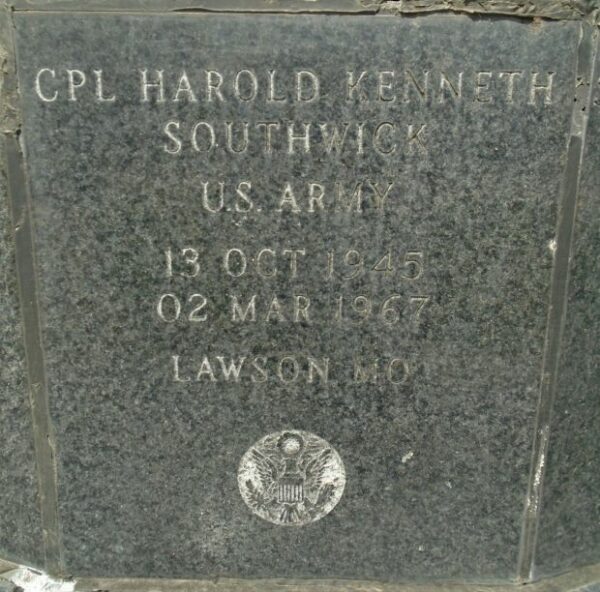 CPL HAROLD KENNETH
SOUTHWICK
U.S. ARMY
13 OCT 1945
02 MAR 1967
LAWSON MO